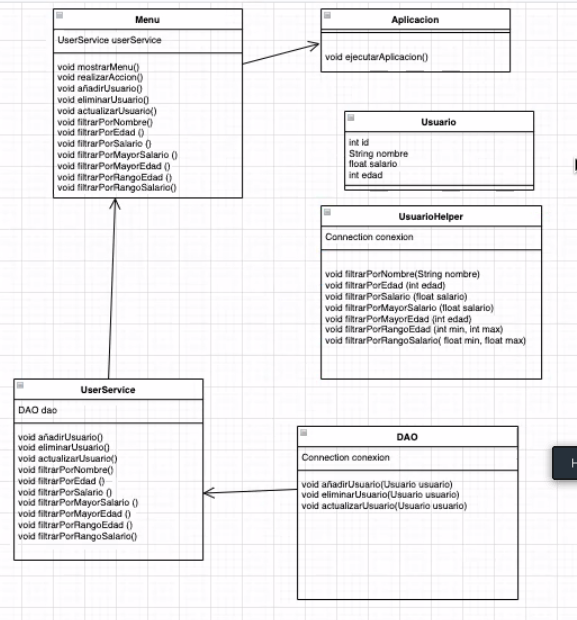 Menu
UserService userService
void mostrarMenu()
void realizarAccion()
void añadirUsuario()
void eliminarUsuario()
void actualizarUsuario()
void filtrarPorNombre()
void filtrarPorEdad ()
void filtrarPorSalario ()
void filtrarPorMayorSalario ()
void filtrarPorMayorEdad ()
void filtrarPorRangoEdad ()
void filtrarPorRangoSalario()
Aplicacion
void ejecutarAplicacion()
Usuario
int id
String nombre
float salario
int edad
UsuarioHelper
Connection conexion
void filtrarPorNombre(String nombre)
void filtrarPorEdad (int edad)
void filtrarPorSalario (float salario)
void filtrarPorMayorSalario (float salario)
void filtrarPorMayorEdad (int edad)
void filtrarPorRangoEdad (int min, int max)
void filtrarPorRangoSalario( float min, float max)
UserService
DAO dao
void añadirUsuario()
void eliminarUsuario()
void actualizarUsuario()
void filtrarPorNombre()
void filtrarPorEdad ()
void filtrarPorSalario ()
void filtrarPorMayorSalario ()
void filtrarPorMayorEdad ()
void filtrarPorRangoEdad ()
void filtrarPorRangoSalario()
DAO
Connection conexion
void añadirUsuario(Usuario usuario)
void eliminarUsuario(Usuario usuario)
void actualizarUsuario(Usuario usuario)